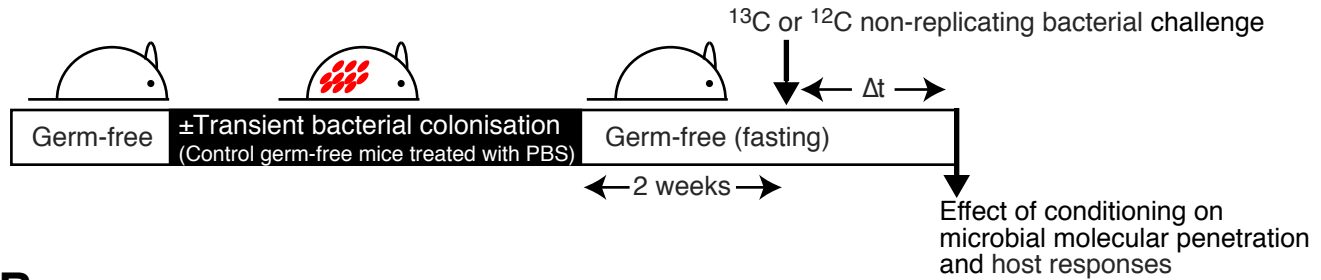 ¹³C or ¹²C non-replicating bacterial challenge
Δt
Germ-free
±Transient bacterial colonisation
(Control germ-free mice treated with PBS)
Germ-free (fasting)
2 weeks
Effect of conditioning on
microbial molecular penetration
and host responses